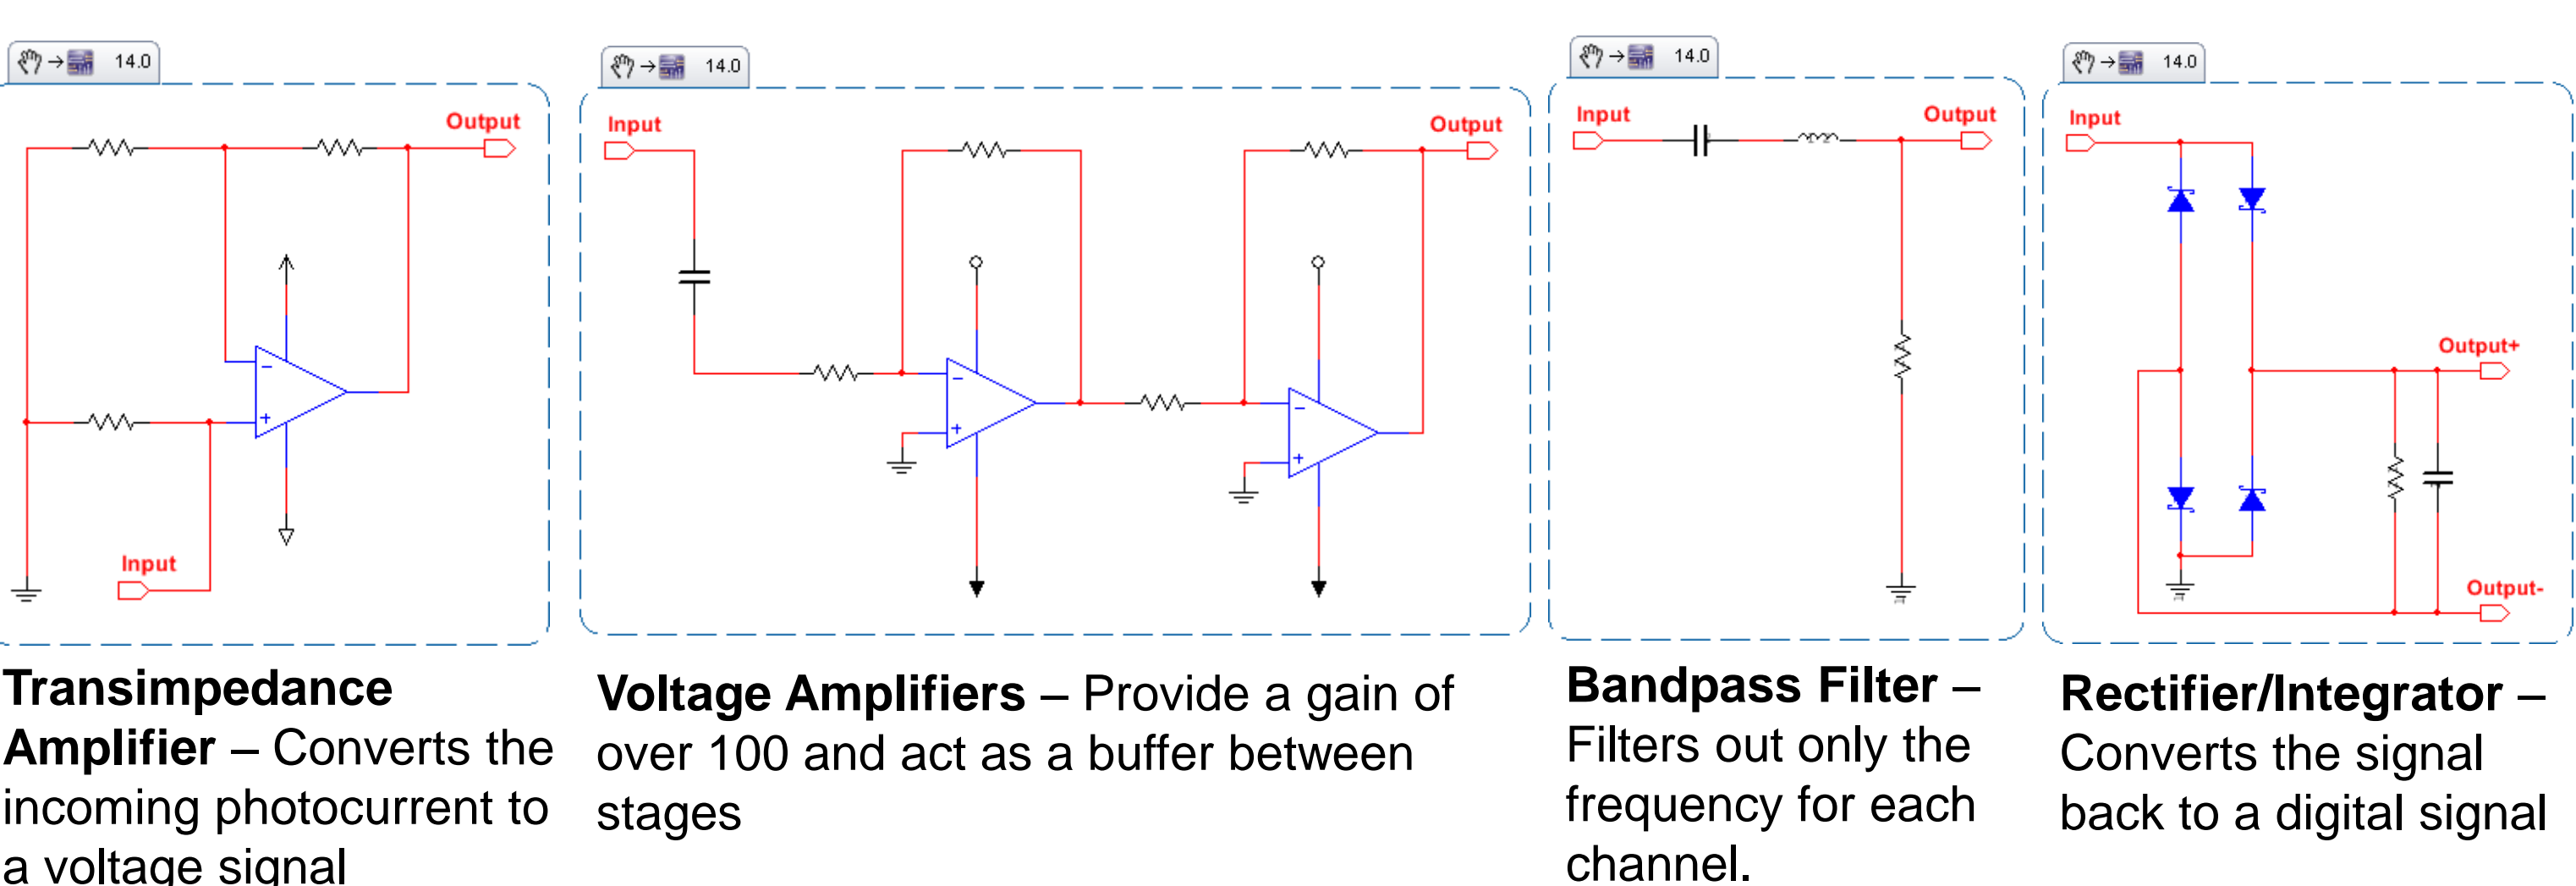 14.0
Output
Input
14.0
Input
Output
14.0
Input
Output
14.0
Input
Output+
Output-
Transimpedance
Amplifier – Converts the
incoming photocurrent to
a voltage signal
Voltage Amplifiers – Provide a gain of
over 100 and act as a buffer between
stages
Bandpass Filter –
Filters out only the
frequency for each
channel.
Rectifier/Integrator –
Converts the signal
back to a digital signal